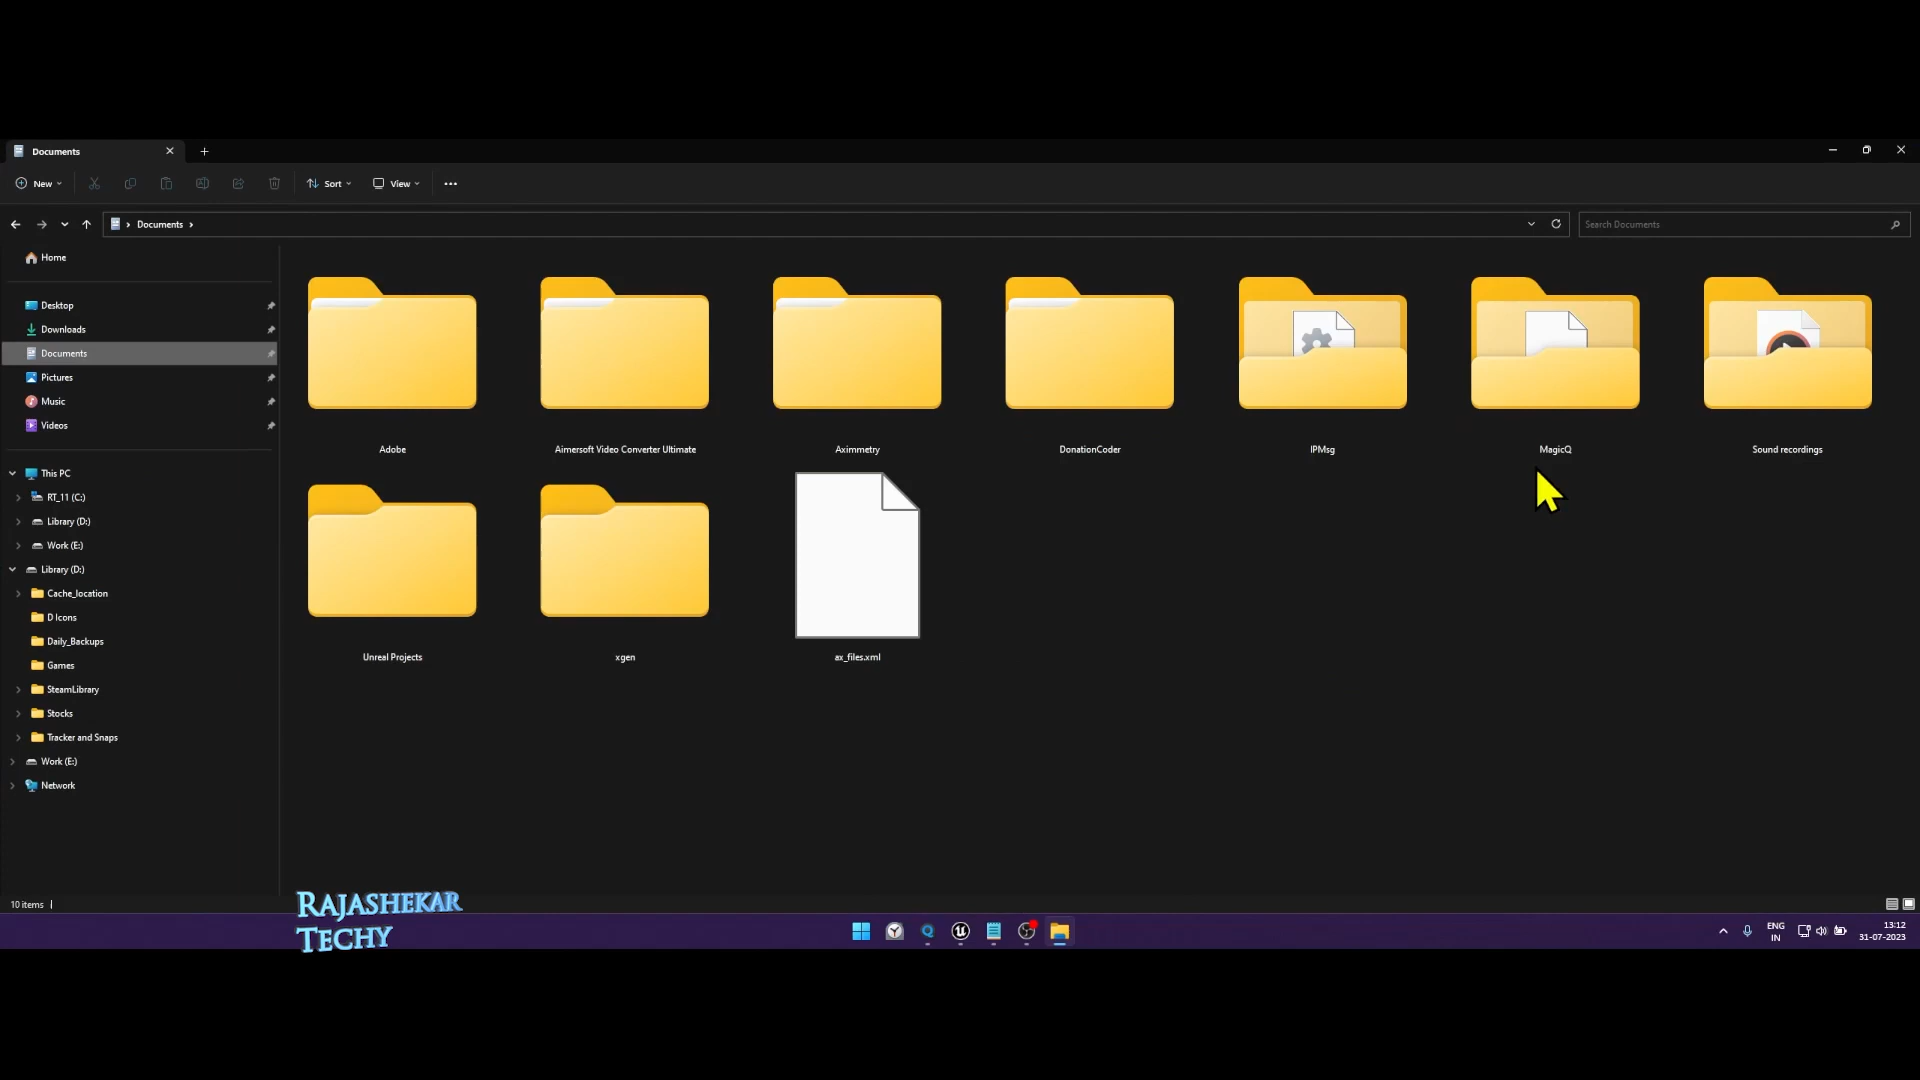 Documents
New
Sort
View
Documents
Search Documents
Home
Desktop
Downloads
Documents
Pictures
Music
Videos
This PC
RT_11 (C:)
Library (D:)
Work (E:)
Library (D:)
Cache_location
D Icons
Daily_Backups
Games
SteamLibrary
Stocks
Tracker and Snaps
Work (E:)
Network
Adobe
Aimersoft Video Converter Ultimate
Aximmetry
DonationCoder
IPMsg
MagicQ
Sound recordings
Unreal Projects
xgen
ax_files.xml
10 items
RAJASHEKAR
TECHY
ENG
IN
13:12
31-07-2023